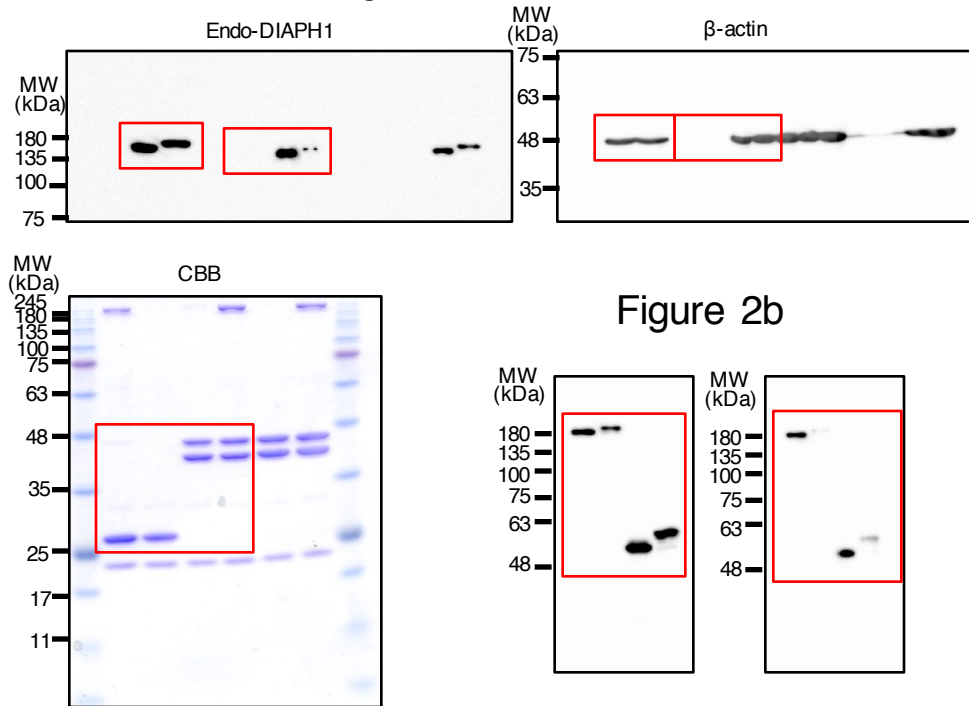 Endo-DIAPH1
MW
(kDa)
180
135
100
75
MW
(kDa)
β-actin
75
63
48
35
MW
(kDa)
CBB
245
180
135
100
75
63
48
35
25
17
11
Figure 2b
MW
(kDa)
180
135
100
75
63
48
MW
(kDa)
180
135
100
75
63
48